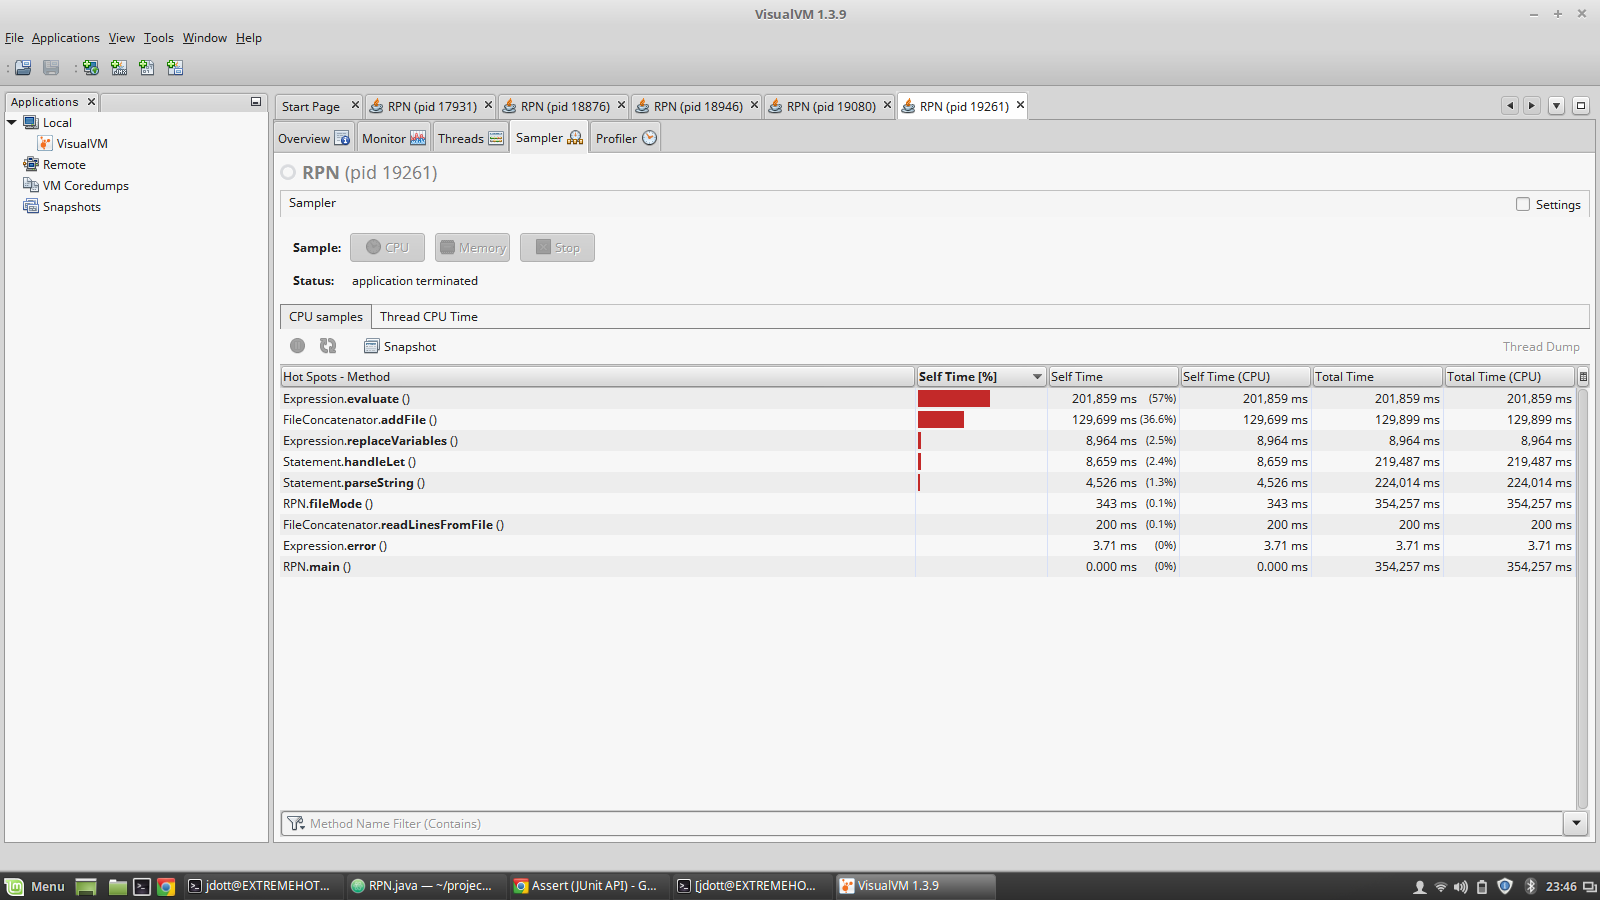 VisualVM 1.3.9
File Applications View Tools Window Help
Applications
Local
VisualVM
Remote
VM Coredumps
Snapshots
Start Page RPN (pid 17931) RPN (pid 18876) RPN (pid 18946) RPN (pid 19080) RPN (pid 19261)
Overview Monitor Threads Sampler Profiler
RPN (pid 19261)
Sampler Settings
Sample: CPU Memory Stop
Status: application terminated
CPU samples Thread CPU Time
Snapshot Thread Dump
Hot Spots - Method Self Time [%] Self Time Self Time (CPU) Total Time Total Time (CPU)
Expression.evaluate () 201,859 ms (57%) 201,859 ms 201,859 ms 201,859 ms
FileConcatenator.addFile () 129,699 ms (36.6%) 129,699 ms 129,899 ms 129,899 ms
Expression.replaceVariables () 8,964 ms (2.5%) 8,964 ms 8,964 ms 8,964 ms
Statement.handleLet () 8,659 ms (2.4%) 8,659 ms 219,487 ms 219,487 ms
Statement.parseString () 4,526 ms (1.3%) 4,526 ms 224,014 ms 224,014 ms
RPN.fileMode () 343 ms (0.1%) 343 ms 354,257 ms 354,257 ms
FileConcatenator.readLinesFromFile () 200 ms (0.1%) 200 ms 200 ms 200 ms
Expression.error () 3.71 ms (0%) 3.71 ms 3.71 ms 3.71 ms
RPN.main () 0.000 ms (0%) 0.000 ms 354,257 ms 354,257 ms
Method Name Filter (Contains)
Menu jdott@EXTREMEHOT... RPN.java — ~/projec... Assert (JUnit API) - G... [jdott@EXTREMEHO... VisualVM 1.3.9 23:46